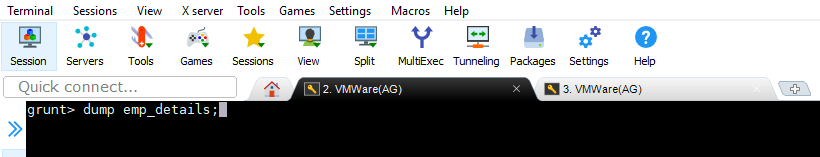 Terminal Sessions View X server Tools Games Settings Macros Help
Session Servers Tools Games Sessions View Split MultiExec Tunneling Packages Settings Help
Quick connect... 2. VMWare(AG) 3. VMWare(AG)
grunt> dump emp_details;